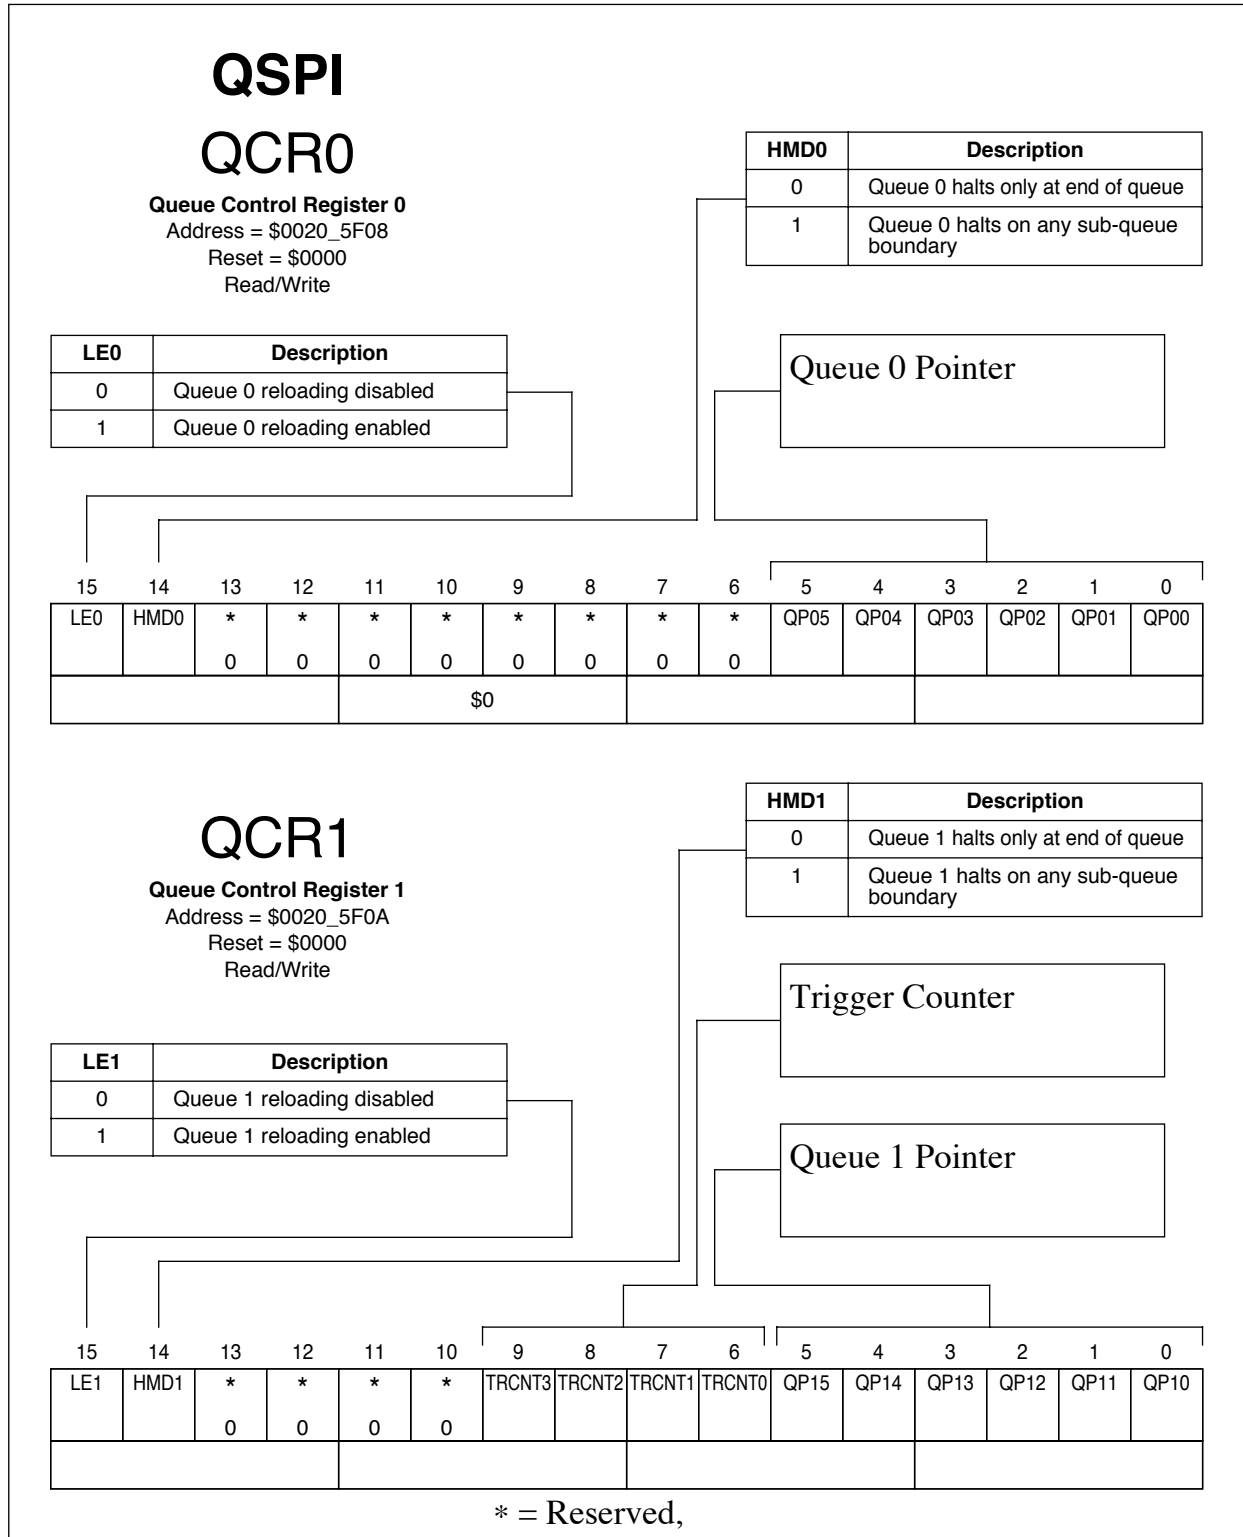 QSPI
QCR0
Queue Control Register 0
Address = $0020_5F08
Reset = $0000
Read/Write
HMD0 Description
0 Queue 0 halts only at end of queue
1 Queue 0 halts on any sub-queue
boundary
LE0 Description
0 Queue 0 reloading disabled
1 Queue 0 reloading enabled
Queue 0 Pointer
15 14 13 12 11 10 9 8 7 6 5 4 3 2 1 0
LE0 HMD0 * * * * * * * * QP05 QP04 QP03 QP02 QP01 QP00
0 0 0 0 0 0 0 0
$0
QCR1
Queue Control Register 1
Address = $0020_5F0A
Reset = $0000
Read/Write
HMD1 Description
0 Queue 1 halts only at end of queue
1 Queue 1 halts on any sub-queue
boundary
Trigger Counter
LE1 Description
0 Queue 1 reloading disabled
1 Queue 1 reloading enabled
Queue 1 Pointer
15 14 13 12 11 10 9 8 7 6 5 4 3 2 1 0
LE1 HMD1 * * * * TRCNT3 TRCNT2 TRCNT1 TRCNT0 QP15 QP14 QP13 QP12 QP11 QP10
0 0 0 0
* = Reserved,